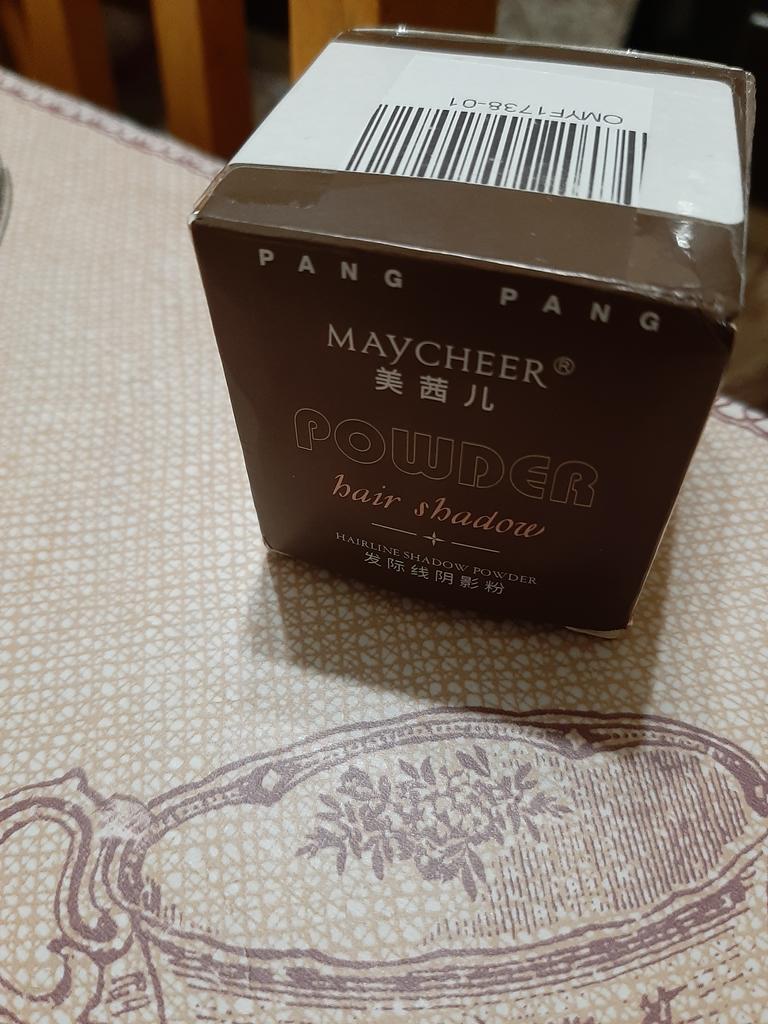 OMYF1738-01
PANG PANG
MAYCHEER®
美茜儿
POWDER
hair shadow
HAIRLINE SHADOW POWDER
发际线阴影粉